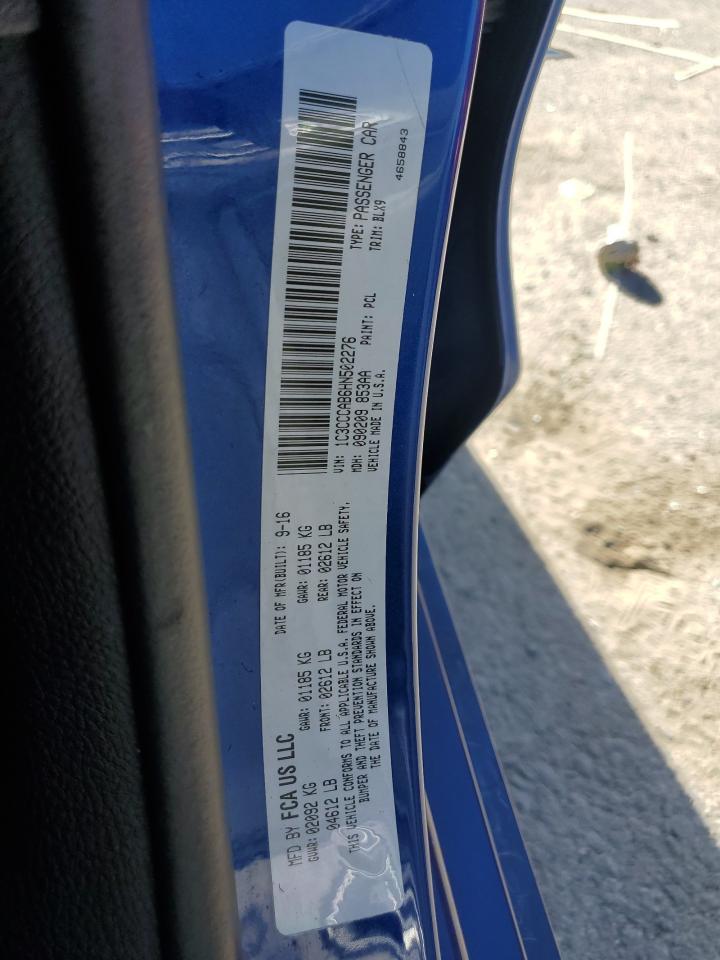 MFD BY FCA US LLC
DATE OF MFR(BUILT): 9-16
GVWR: 02092 KG
GAWR: 01185 KG
GAWR: 01185 KG
04612 LB
FRONT: 02612 LB
REAR: 02612 LB
THIS VEHICLE CONFORMS TO ALL APPLICABLE U.S.A. FEDERAL MOTOR VEHICLE SAFETY,
BUMPER AND THEFT PREVENTION STANDARDS IN EFFECT ON
THE DATE OF MANUFACTURE SHOWN ABOVE.
VIN: 1C3CCCAB6HN502276
TYPE: PASSENGER CAR
MDH: 090209 853AA
PAINT: PCL
TRIM: BLX9
VEHICLE MADE IN U.S.A.
4658843